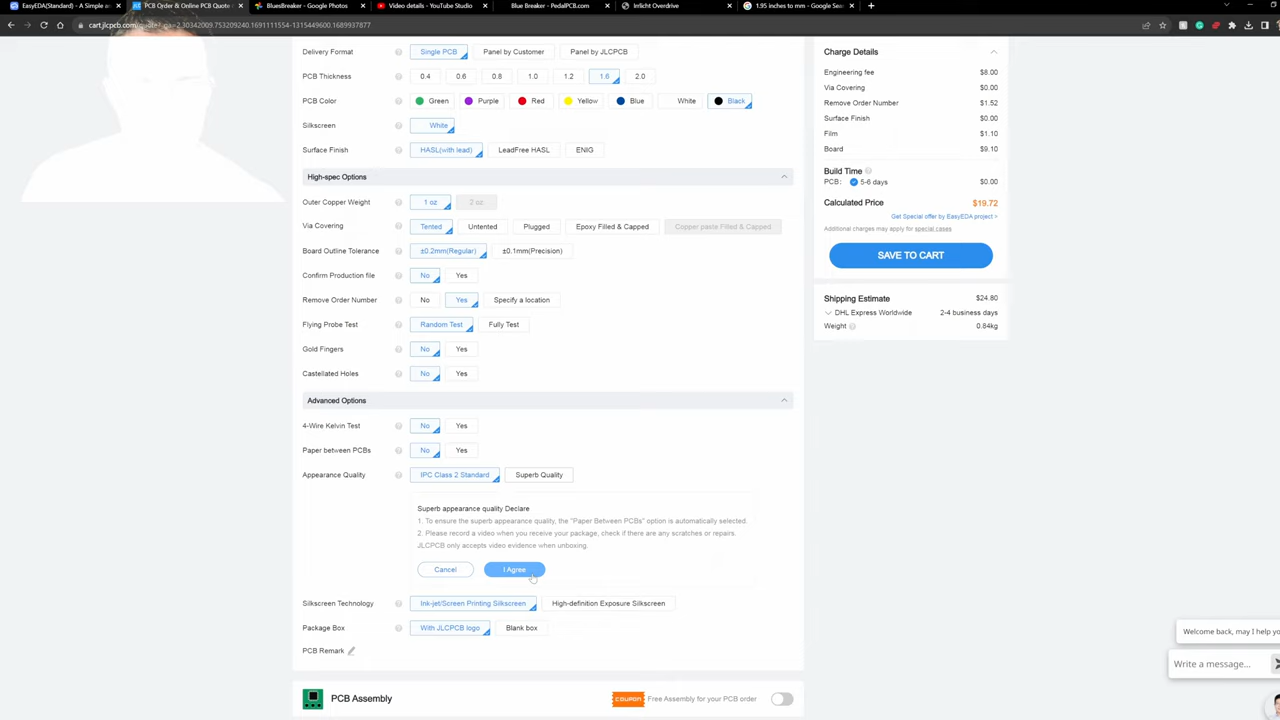 EasyEDA(Standard) - A Simple a
PCB Order & Online PCB Quote
BluesBreaker - Google Photos
Video details - YouTube Studio
Blue Breaker - PedalPCB.com
Inrlicht Overdrive
1.95 inches to mm - Google Sea
cart.jlcpcb.com/quote
Delivery Format Single PCB Panel by Customer Panel by JLCPCB
PCB Thickness 0.4 0.6 0.8 1.0 1.2 1.6 2.0
PCB Color Green Purple Red Yellow Blue White Black
Silkscreen White
Surface Finish HASL(with lead) LeadFree HASL ENIG
High-spec Options
Outer Copper Weight 1 oz 2 oz
Via Covering Tented Untented Plugged Epoxy Filled & Capped Copper paste Filled & Capped
Board Outline Tolerance ±0.2mm(Regular) ±0.1mm(Precision)
Confirm Production file No Yes
Remove Order Number No Yes Specify a location
Flying Probe Test Random Test Fully Test
Gold Fingers No Yes
Castellated Holes No Yes
Advanced Options
4-Wire Kelvin Test No Yes
Paper between PCBs No Yes
Appearance Quality IPC Class 2 Standard Superb Quality
Superb appearance quality Declare
1. To ensure the superb appearance quality, the "Paper Between PCBs" option is automatically selected.
2. Please record a video when you receive your package, check if there are any scratches or repairs.
JLCPCB only accepts video evidence when unboxing.
Cancel I Agree
Silkscreen Technology Ink-jet/Screen Printing Silkscreen High-definition Exposure Silkscreen
Package Box With JLCPCB logo Blank box
PCB Remark
PCB Assembly COUPON Free Assembly for your PCB order
Charge Details
Engineering fee $8.00
Via Covering $0.00
Remove Order Number $1.52
Surface Finish $0.00
Film $1.10
Board $9.10
Build Time
PCB: 5-6 days $0.00
Calculated Price $19.72
Get Special offer by EasyEDA project >
Additional charges may apply for special cases
SAVE TO CART
Shipping Estimate $24.80
DHL Express Worldwide 2-4 business days
Weight 0.84kg
Welcome back, may I help yo
Write a message...